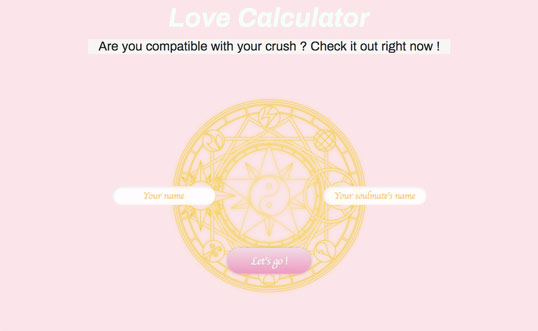 Love Calculator
Are you compatible with your crush ? Check it out right now !
Your name
Your soulmate's name
Let's go !